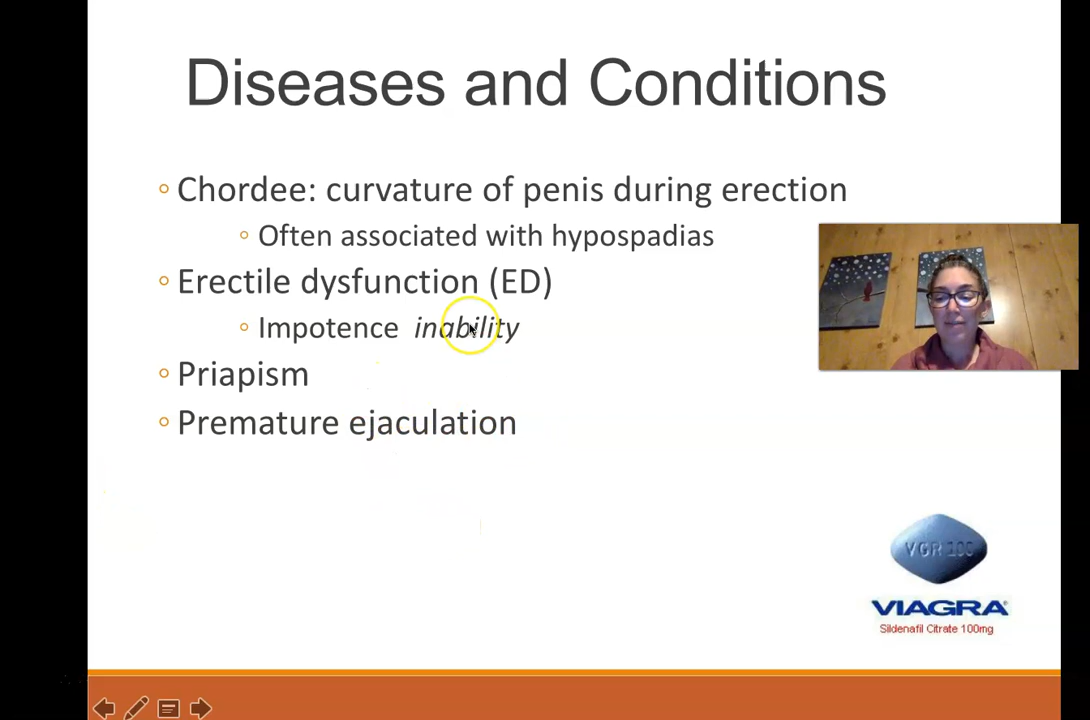 Diseases and Conditions
Chordee: curvature of penis during erection
Often associated with hypospadias
Erectile dysfunction (ED)
Impotence inability
Priapism
Premature ejaculation
VGR 100
VIAGRA®
Sildenafil Citrate 100mg